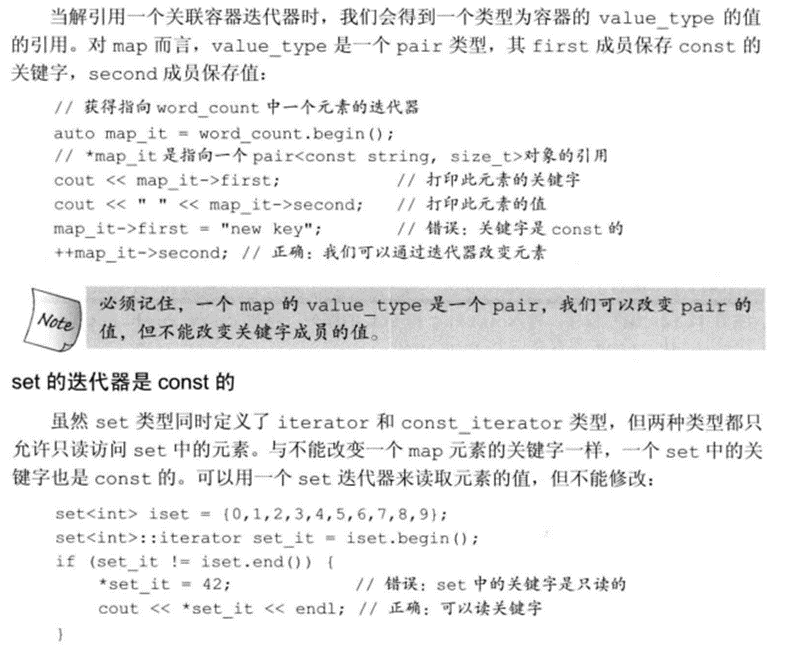 当解引用一个关联容器迭代器时，我们会得到一个类型为容器的 value_type 的值
的引用。对 map 而言，value_type 是一个 pair 类型，其 first 成员保存 const 的
关键字，second 成员保存值：
// 获得指向 word_count 中一个元素的迭代器
auto map_it = word_count.begin();
// *map_it 是指向一个 pair<const string, size_t>对象的引用
cout << map_it->first; // 打印此元素的关键字
cout << " " << map_it->second; // 打印此元素的值
map_it->first = "new key"; // 错误：关键字是 const 的
++map_it->second; // 正确：我们可以通过迭代器改变元素
Note
必须记住，一个 map 的 value_type 是一个 pair，我们可以改变 pair 的
值，但不能改变关键字成员的值。
set 的迭代器是 const 的
虽然 set 类型同时定义了 iterator 和 const_iterator 类型，但两种类型都只
允许只读访问 set 中的元素。与不能改变一个 map 元素的关键字一样，一个 set 中的关
键字也是 const 的。可以用一个 set 迭代器来读取元素的值，但不能修改：
set<int> iset = {0,1,2,3,4,5,6,7,8,9};
set<int>::iterator set_it = iset.begin();
if (set_it != iset.end()) {
*set_it = 42; // 错误：set 中的关键字是只读的
cout << *set_it << endl; // 正确：可以读关键字
}